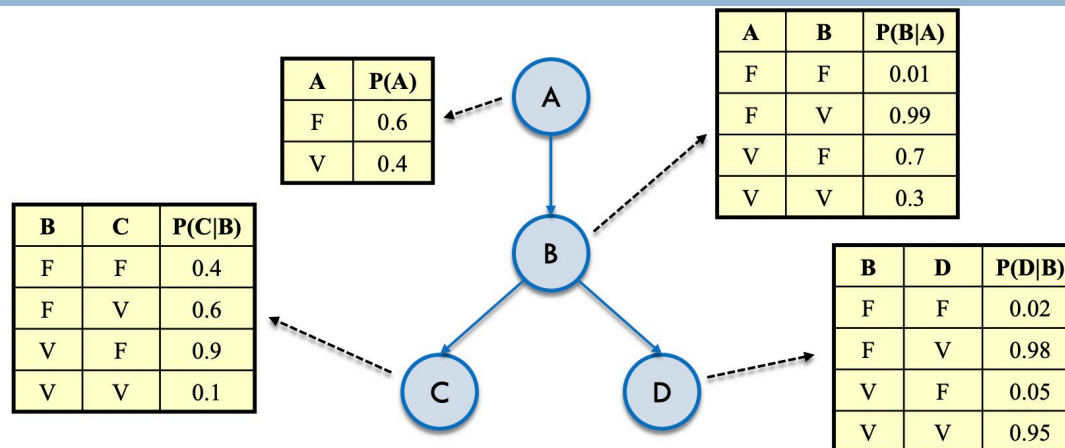 A B P(B|A)
F F 0.01
F V 0.99
V F 0.7
V V 0.3
A P(A)
F 0.6
V 0.4
A
B
B C P(C|B)
F F 0.4
F V 0.6
V F 0.9
V V 0.1
B D P(D|B)
F F 0.02
F V 0.98
V F 0.05
V V 0.95
C
D